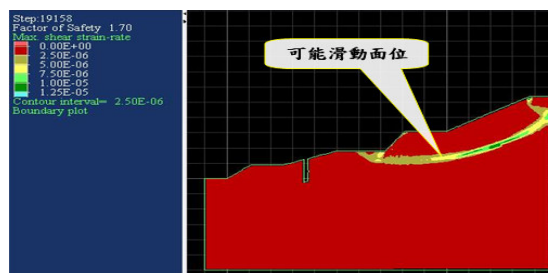 Step:19158
Factor of Safety 1.70
Max. shear strain-rate
0.00E+00
2.50E-06
5.00E-06
7.50E-06
1.00E-05
1.25E-05
Contour interval= 2.50E-06
Boundary plot
可能滑動面位